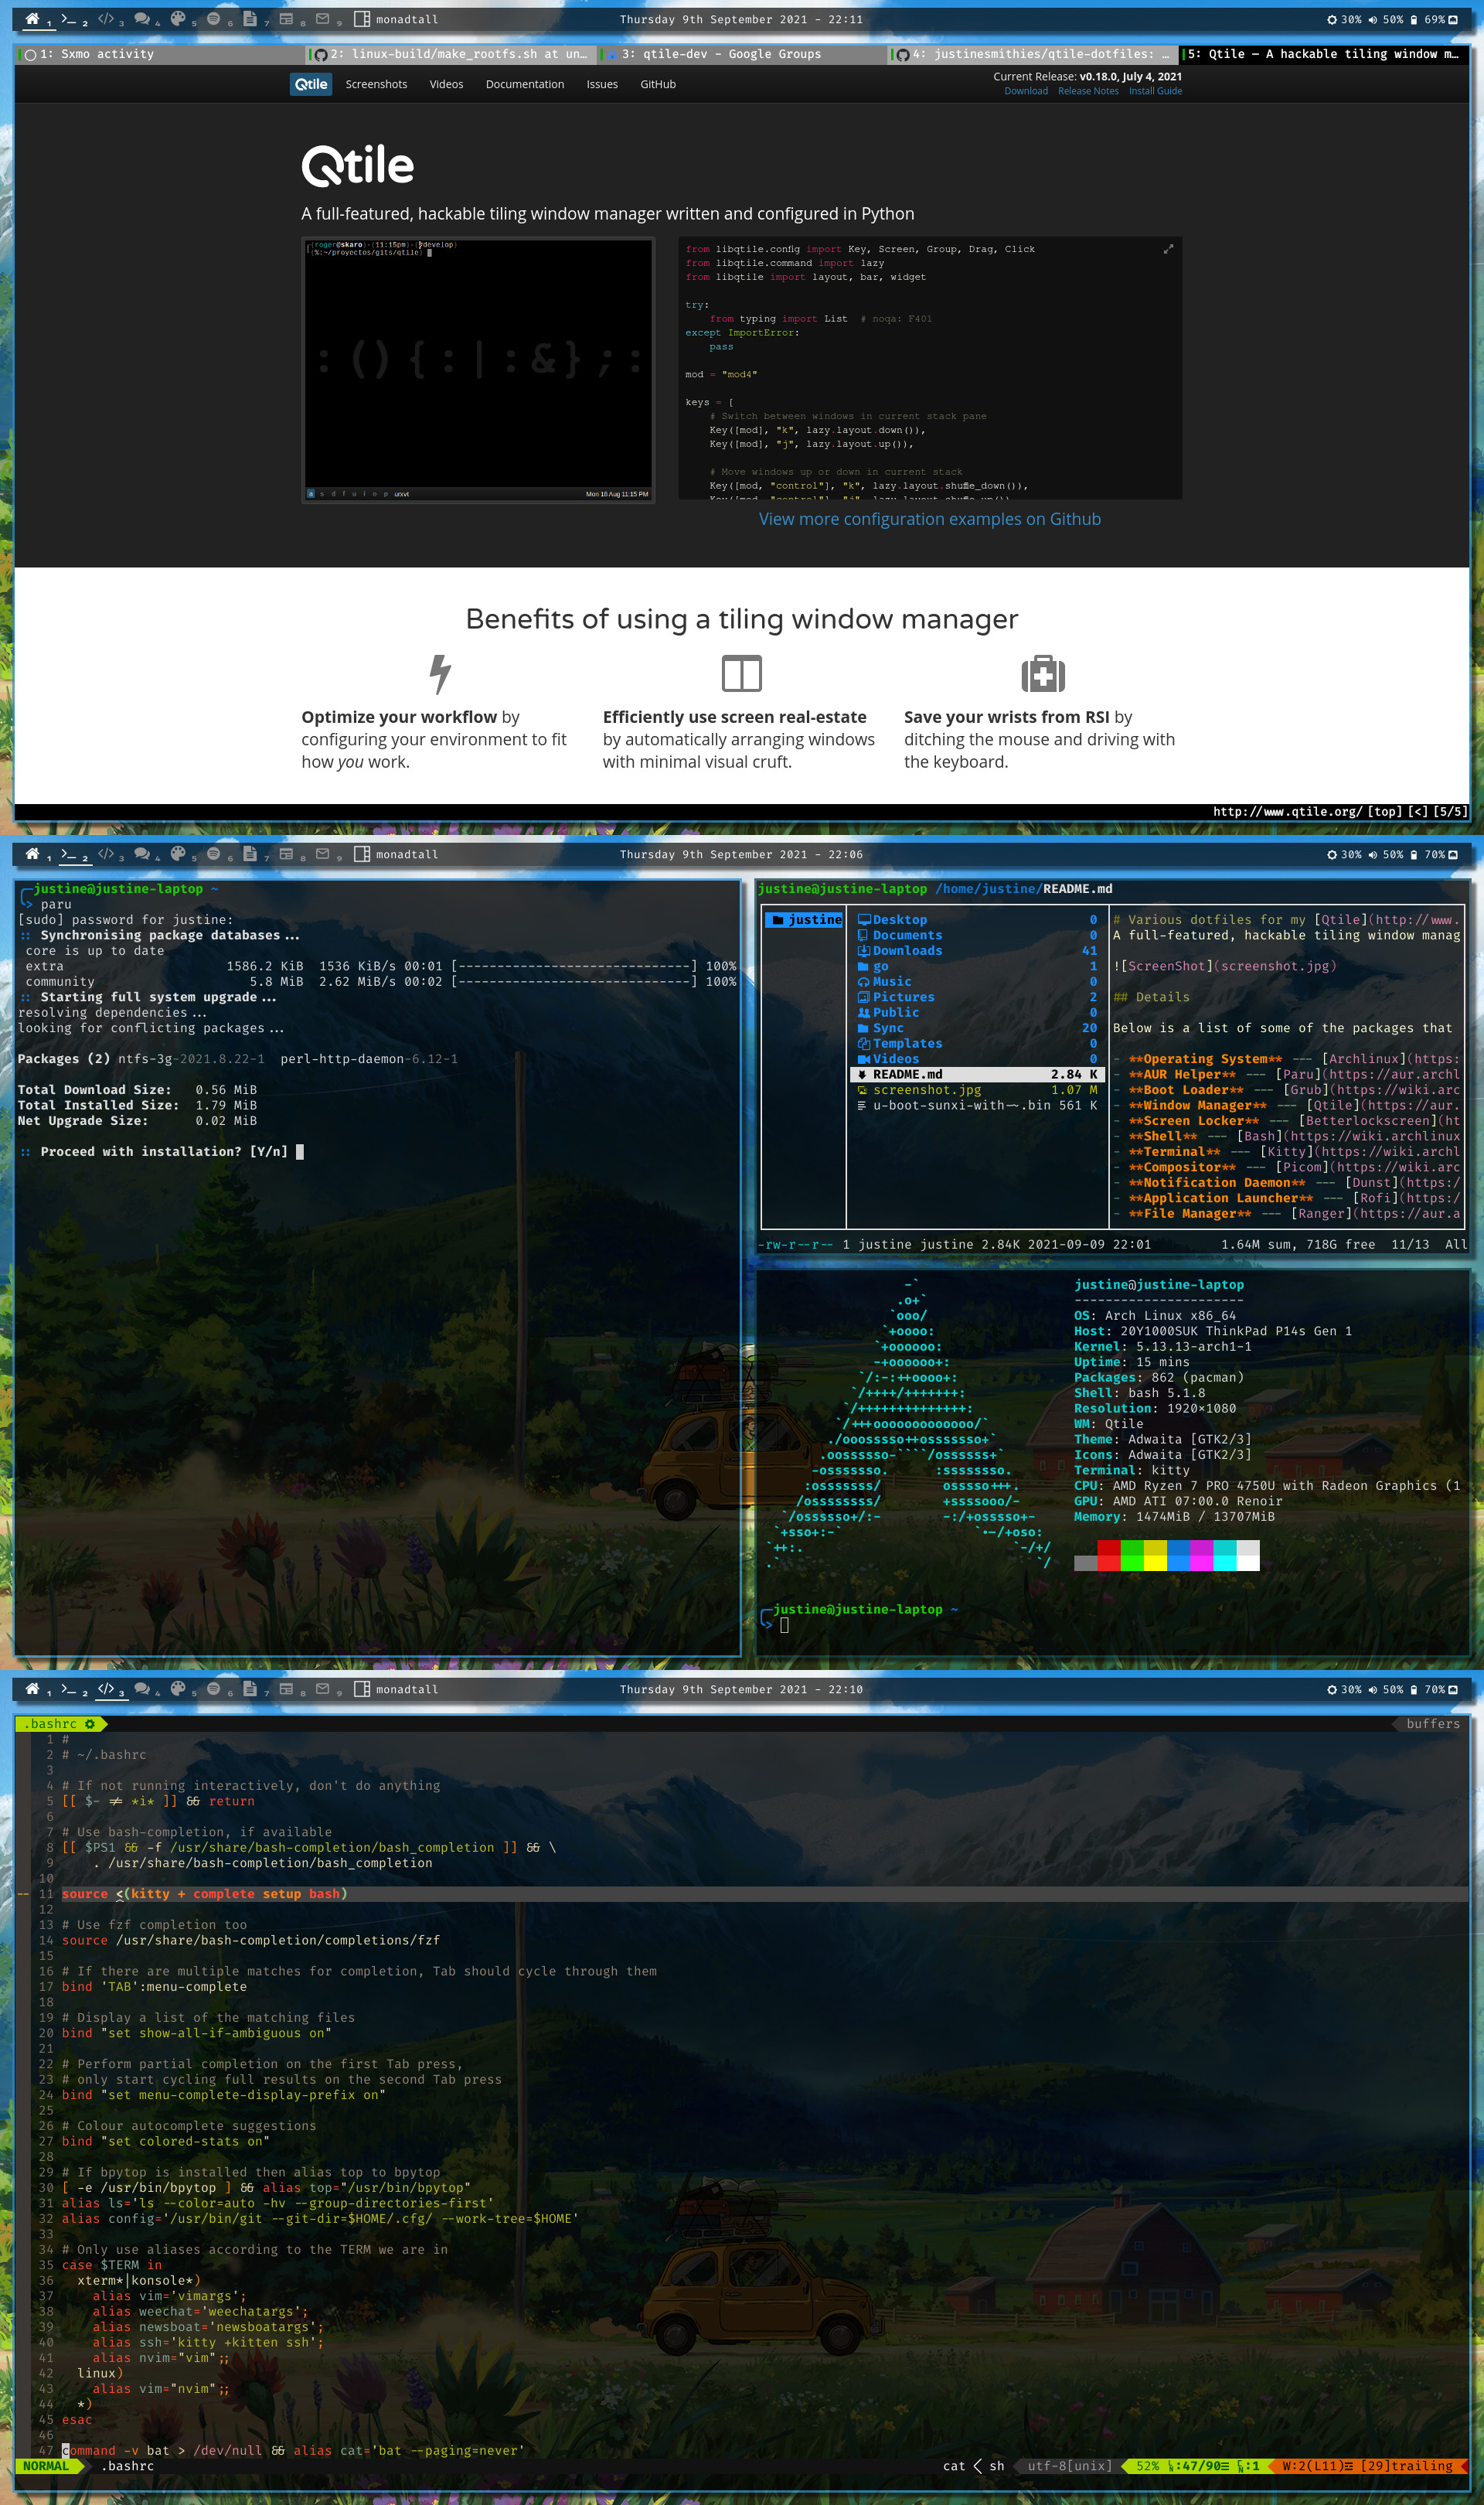 1 2 3 4 5 6 7 8 9 monadtall Thursday 9th September 2021 - 22:11 30% 50% 69%
1: Sxmo activity 2: linux-build/make_rootfs.sh at un… 3: qtile-dev - Google Groups 4: justinesmithies/qtile-dotfiles: … 5: Qtile — A hackable tiling window m…
Qtile Screenshots Videos Documentation Issues GitHub Current Release: v0.18.0, July 4, 2021
Download Release Notes Install Guide
Qtile
A full-featured, hackable tiling window manager written and configured in Python
(roger@skaro)-(11:15pm)-(develop)
(%:~/proyectos/gits/qtile)
:(){:|:&};:
a s d f u i o p urxvt Mon 18 Aug 11:15 PM
from libqtile.config import Key, Screen, Group, Drag, Click
from libqtile.command import lazy
from libqtile import layout, bar, widget
try:
from typing import List # noqa: F401
except ImportError:
pass
mod = "mod4"
keys = [
# Switch between windows in current stack pane
Key([mod], "k", lazy.layout.down()),
Key([mod], "j", lazy.layout.up()),
# Move windows up or down in current stack
Key([mod, "control"], "k", lazy.layout.shuffle_down()),
Key([mod, "control"], "j", lazy.layout.shuffle_up()),
View more configuration examples on Github
Benefits of using a tiling window manager
Optimize your workflow by
configuring your environment to fit
how you work.
Efficiently use screen real-estate
by automatically arranging windows
with minimal visual cruft.
Save your wrists from RSI by
ditching the mouse and driving with
the keyboard.
http://www.qtile.org/ [top] [<] [5/5]
1 2 3 4 5 6 7 8 9 monadtall Thursday 9th September 2021 - 22:06 30% 50% 70%
justine@justine-laptop ~
> paru
[sudo] password for justine:
:: Synchronising package databases...
core is up to date
extra 1586.2 KiB 1536 KiB/s 00:01 [------------------------------] 100%
community 5.8 MiB 2.62 MiB/s 00:02 [------------------------------] 100%
:: Starting full system upgrade...
resolving dependencies...
looking for conflicting packages...
Packages (2) ntfs-3g-2021.8.22-1 perl-http-daemon-6.12-1
Total Download Size: 0.56 MiB
Total Installed Size: 1.79 MiB
Net Upgrade Size: 0.02 MiB
:: Proceed with installation? [Y/n]
justine@justine-laptop /home/justine/README.md
justine
Desktop 0
Documents 0
Downloads 41
go 1
Music 0
Pictures 2
Public 0
Sync 20
Templates 0
Videos 0
README.md 2.84 K
screenshot.jpg 1.07 M
u-boot-sunxi-with-~.bin 561 K
# Various dotfiles for my [Qtile](http://www.
A full-featured, hackable tiling window manag
![ScreenShot](screenshot.jpg)
## Details
Below is a list of some of the packages that
- **Operating System** --- [Archlinux](https:
- **AUR Helper** --- [Paru](https://aur.archl
- **Boot Loader** --- [Grub](https://wiki.arc
- **Window Manager** --- [Qtile](https://aur.
- **Screen Locker** --- [Betterlockscreen](ht
- **Shell** --- [Bash](https://wiki.archlinux
- **Terminal** --- [Kitty](https://wiki.archl
- **Compositor** --- [Picom](https://wiki.arc
- **Notification Daemon** --- [Dunst](https:/
- **Application Launcher** --- [Rofi](https:/
- **File Manager** --- [Ranger](https://aur.a
-rw-r--r-- 1 justine justine 2.84K 2021-09-09 22:01 1.64M sum, 718G free 11/13 All
justine@justine-laptop
----------------------
OS: Arch Linux x86_64
Host: 20Y1000SUK ThinkPad P14s Gen 1
Kernel: 5.13.13-arch1-1
Uptime: 15 mins
Packages: 862 (pacman)
Shell: bash 5.1.8
Resolution: 1920x1080
WM: Qtile
Theme: Adwaita [GTK2/3]
Icons: Adwaita [GTK2/3]
Terminal: kitty
CPU: AMD Ryzen 7 PRO 4750U with Radeon Graphics (1
GPU: AMD ATI 07:00.0 Renoir
Memory: 1474MiB / 13707MiB
justine@justine-laptop ~
>
1 2 3 4 5 6 7 8 9 monadtall Thursday 9th September 2021 - 22:10 30% 50% 70%
.bashrc buffers
1 #
2 # ~/.bashrc
3
4 # If not running interactively, don't do anything
5 [[ $- != *i* ]] && return
6
7 # Use bash-completion, if available
8 [[ $PS1 && -f /usr/share/bash-completion/bash_completion ]] && \
9 . /usr/share/bash-completion/bash_completion
10
-- 11 source <(kitty + complete setup bash)
12
13 # Use fzf completion too
14 source /usr/share/bash-completion/completions/fzf
15
16 # If there are multiple matches for completion, Tab should cycle through them
17 bind 'TAB':menu-complete
18
19 # Display a list of the matching files
20 bind "set show-all-if-ambiguous on"
21
22 # Perform partial completion on the first Tab press,
23 # only start cycling full results on the second Tab press
24 bind "set menu-complete-display-prefix on"
25
26 # Colour autocomplete suggestions
27 bind "set colored-stats on"
28
29 # If bpytop is installed then alias top to bpytop
30 [ -e /usr/bin/bpytop ] && alias top="/usr/bin/bpytop"
31 alias ls='ls --color=auto -hv --group-directories-first'
32 alias config='/usr/bin/git --git-dir=$HOME/.cfg/ --work-tree=$HOME'
33
34 # Only use aliases according to the TERM we are in
35 case $TERM in
36 xterm*|konsole*)
37 alias vim='vimargs';
38 alias weechat='weechatargs';
39 alias newsboat='newsboatargs';
40 alias ssh='kitty +kitten ssh';
41 alias nvim="vim";;
42 linux)
43 alias vim="nvim";;
44 *)
45 esac
46
47 command -v bat > /dev/null && alias cat='bat --paging=never'
NORMAL .bashrc cat < sh utf-8[unix] 52% :47/90 :1 W:2(L11) [29]trailing